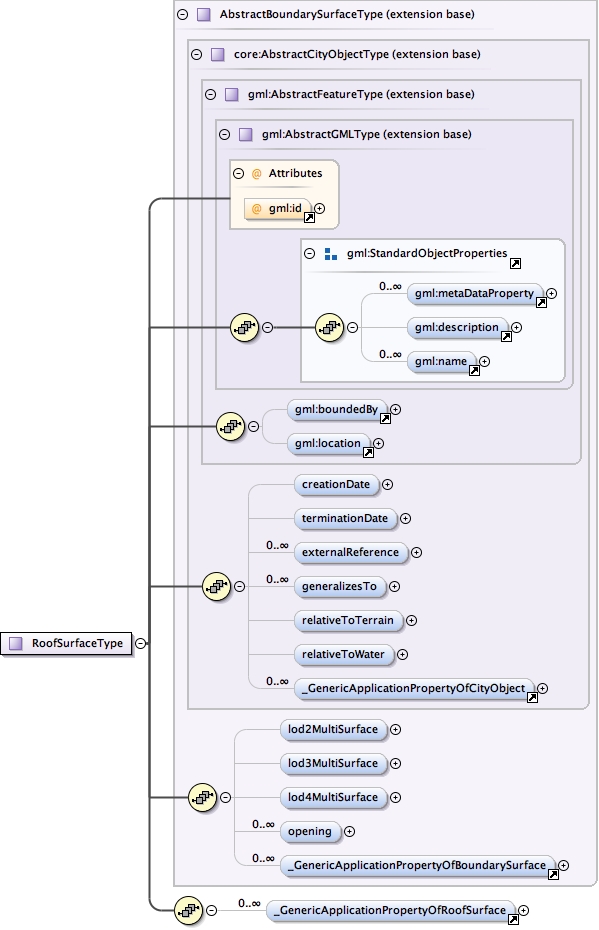 AbstractBoundarySurfaceType (extension base)
core:AbstractCityObjectType (extension base)
gml:AbstractFeatureType (extension base)
gml:AbstractGMLType (extension base)
@ Attributes
@ gml:id
gml:StandardObjectProperties
0..∞ gml:metaDataProperty
gml:description
0..∞ gml:name
gml:boundedBy
gml:location
creationDate
terminationDate
0..∞ externalReference
0..∞ generalizesTo
relativeToTerrain
RoofSurfaceType
relativeToWater
0..∞ _GenericApplicationPropertyOfCityObject
lod2MultiSurface
lod3MultiSurface
lod4MultiSurface
0..∞ opening
0..∞ _GenericApplicationPropertyOfBoundarySurface
0..∞ _GenericApplicationPropertyOfRoofSurface